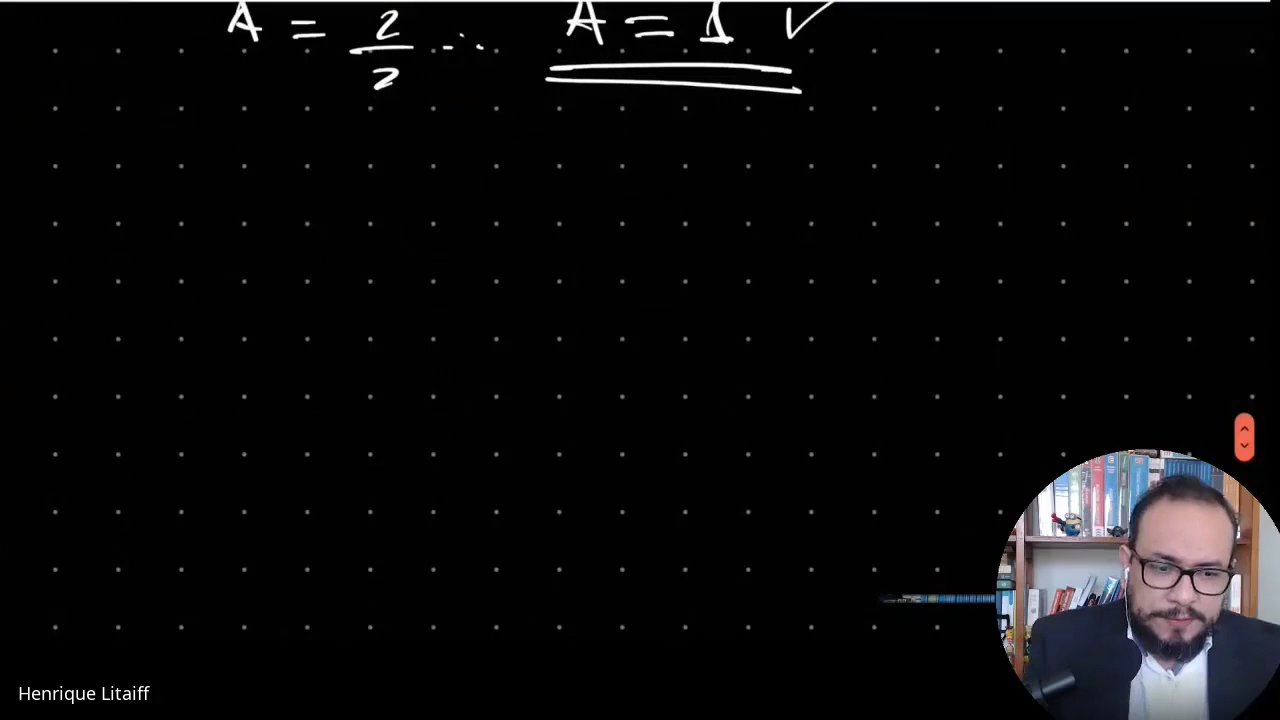 A = 2/2 ∴ A = 1 ✓
Henrique Litaiff